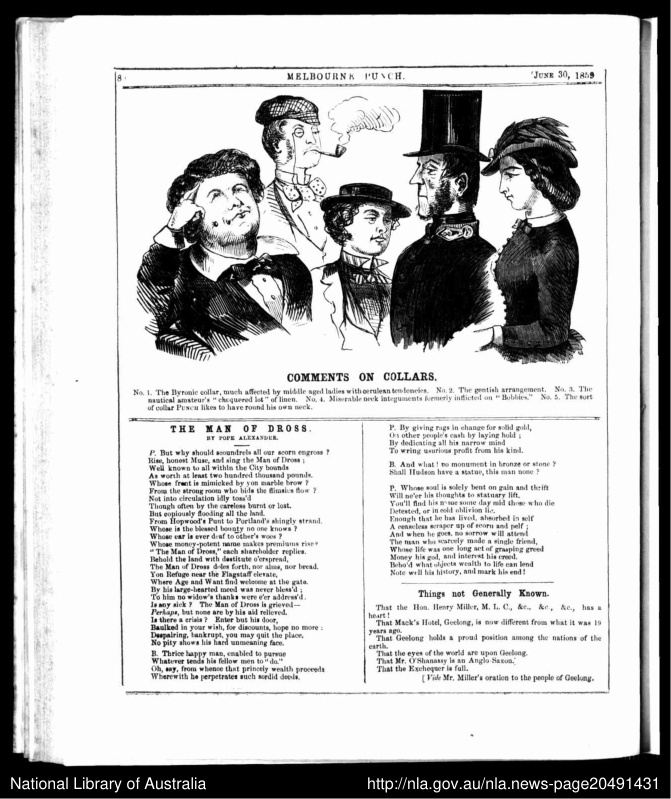 8
MELBOURNE PUNCH.
JUNE 30, 1859
COMMENTS ON COLLARS.
No. 1. The Byronic collar, much affected by middle aged ladies with cerulean tendencies. No. 2. The gentish arrangement. No. 3. The
nautical amateur's "chequered lot" of linen. No. 4. Miserable neck integuments formerly inflicted on "Bobbies." No. 5. The sort
of collar PUNCH likes to have round his own neck.
THE MAN OF DROSS.
BY POPE ALEXANDER.
P. But why should scoundrels all our scorn engross ?
Rise, honest Muse, and sing the Man of Dross ;
Well known to all within the City bounds
As worth at least two hundred thousand pounds.
Whose front is mimicked by yon marble brow ?
From the strong room who bids the flimsies flow ?
Not into circulation idly toss'd
Though often by the careless burnt or lost.
But copiously flooding all the land.
From Hopwood's Punt to Portland's shingly strand.
Whose is the blessed bounty no one knows ?
Whose ear is ever deaf to other's woes ?
Whose money-potent name makes premiums rise ?
"The Man of Dross," each shareholder replies.
Behold the land with destitute o'erspread,
The Man of Dross doles forth, nor alms, nor bread.
Yon Refuge near the Flagstaff elevate,
Where Age and Want find welcome at the gate.
By his large-hearted meed was never bless'd ;
To him no widow's thanks were e'er address'd.
Is any sick ? The Man of Dross is grieved—
Perhaps, but none are by his aid relieved.
Is there a crisis ? Enter but his door,
Baulked in your wish, for discounts, hope no more :
Despairing, bankrupt, you may quit the place,
No pity shows his hard unmeaning face.
B. Thrice happy man, enabled to pursue
Whatever tends his fellow men to "do."
Oh, say, from whence that princely wealth proceeds
Wherewith he perpetrates such sordid deeds.
P. By giving rags in change for solid gold,
On other people's cash by laying hold ;
By dedicating all his narrow mind
To wring usurious profit from his kind.
B. And what! no monument in bronze or stone ?
Shall Hudson have a statue, this man none ?
P. Whose soul is solely bent on gain and thrift
Will ne'er his thoughts to statuary lift.
You'll find his name some day mid those who die
Detested, or in cold oblivion lie.
Enough that he has lived, absorbed in self
A ceaseless scraper up of scorn and pelf ;
And when he goes, no sorrow will attend
The man who scarcely made a single friend,
Whose life was one long act of grasping greed
Money his god, and interest his creed.
Behold what objects wealth to life can lend
Note well his history, and mark his end !
Things not Generally Known.
That the Hon. Henry Miller, M. L. C., &c., &c., &c., has a
heart!
That Mack's Hotel, Geelong, is now different from what it was 19
years ago.
That Geelong holds a proud position among the nations of the
earth.
That the eyes of the world are upon Geelong.
That Mr. O'Shanassy is an Anglo-Saxon.
That the Exchequer is full.
[Vide Mr. Miller's oration to the people of Geelong.
National Library of Australia
http://nla.gov.au/nla.news-page20491431